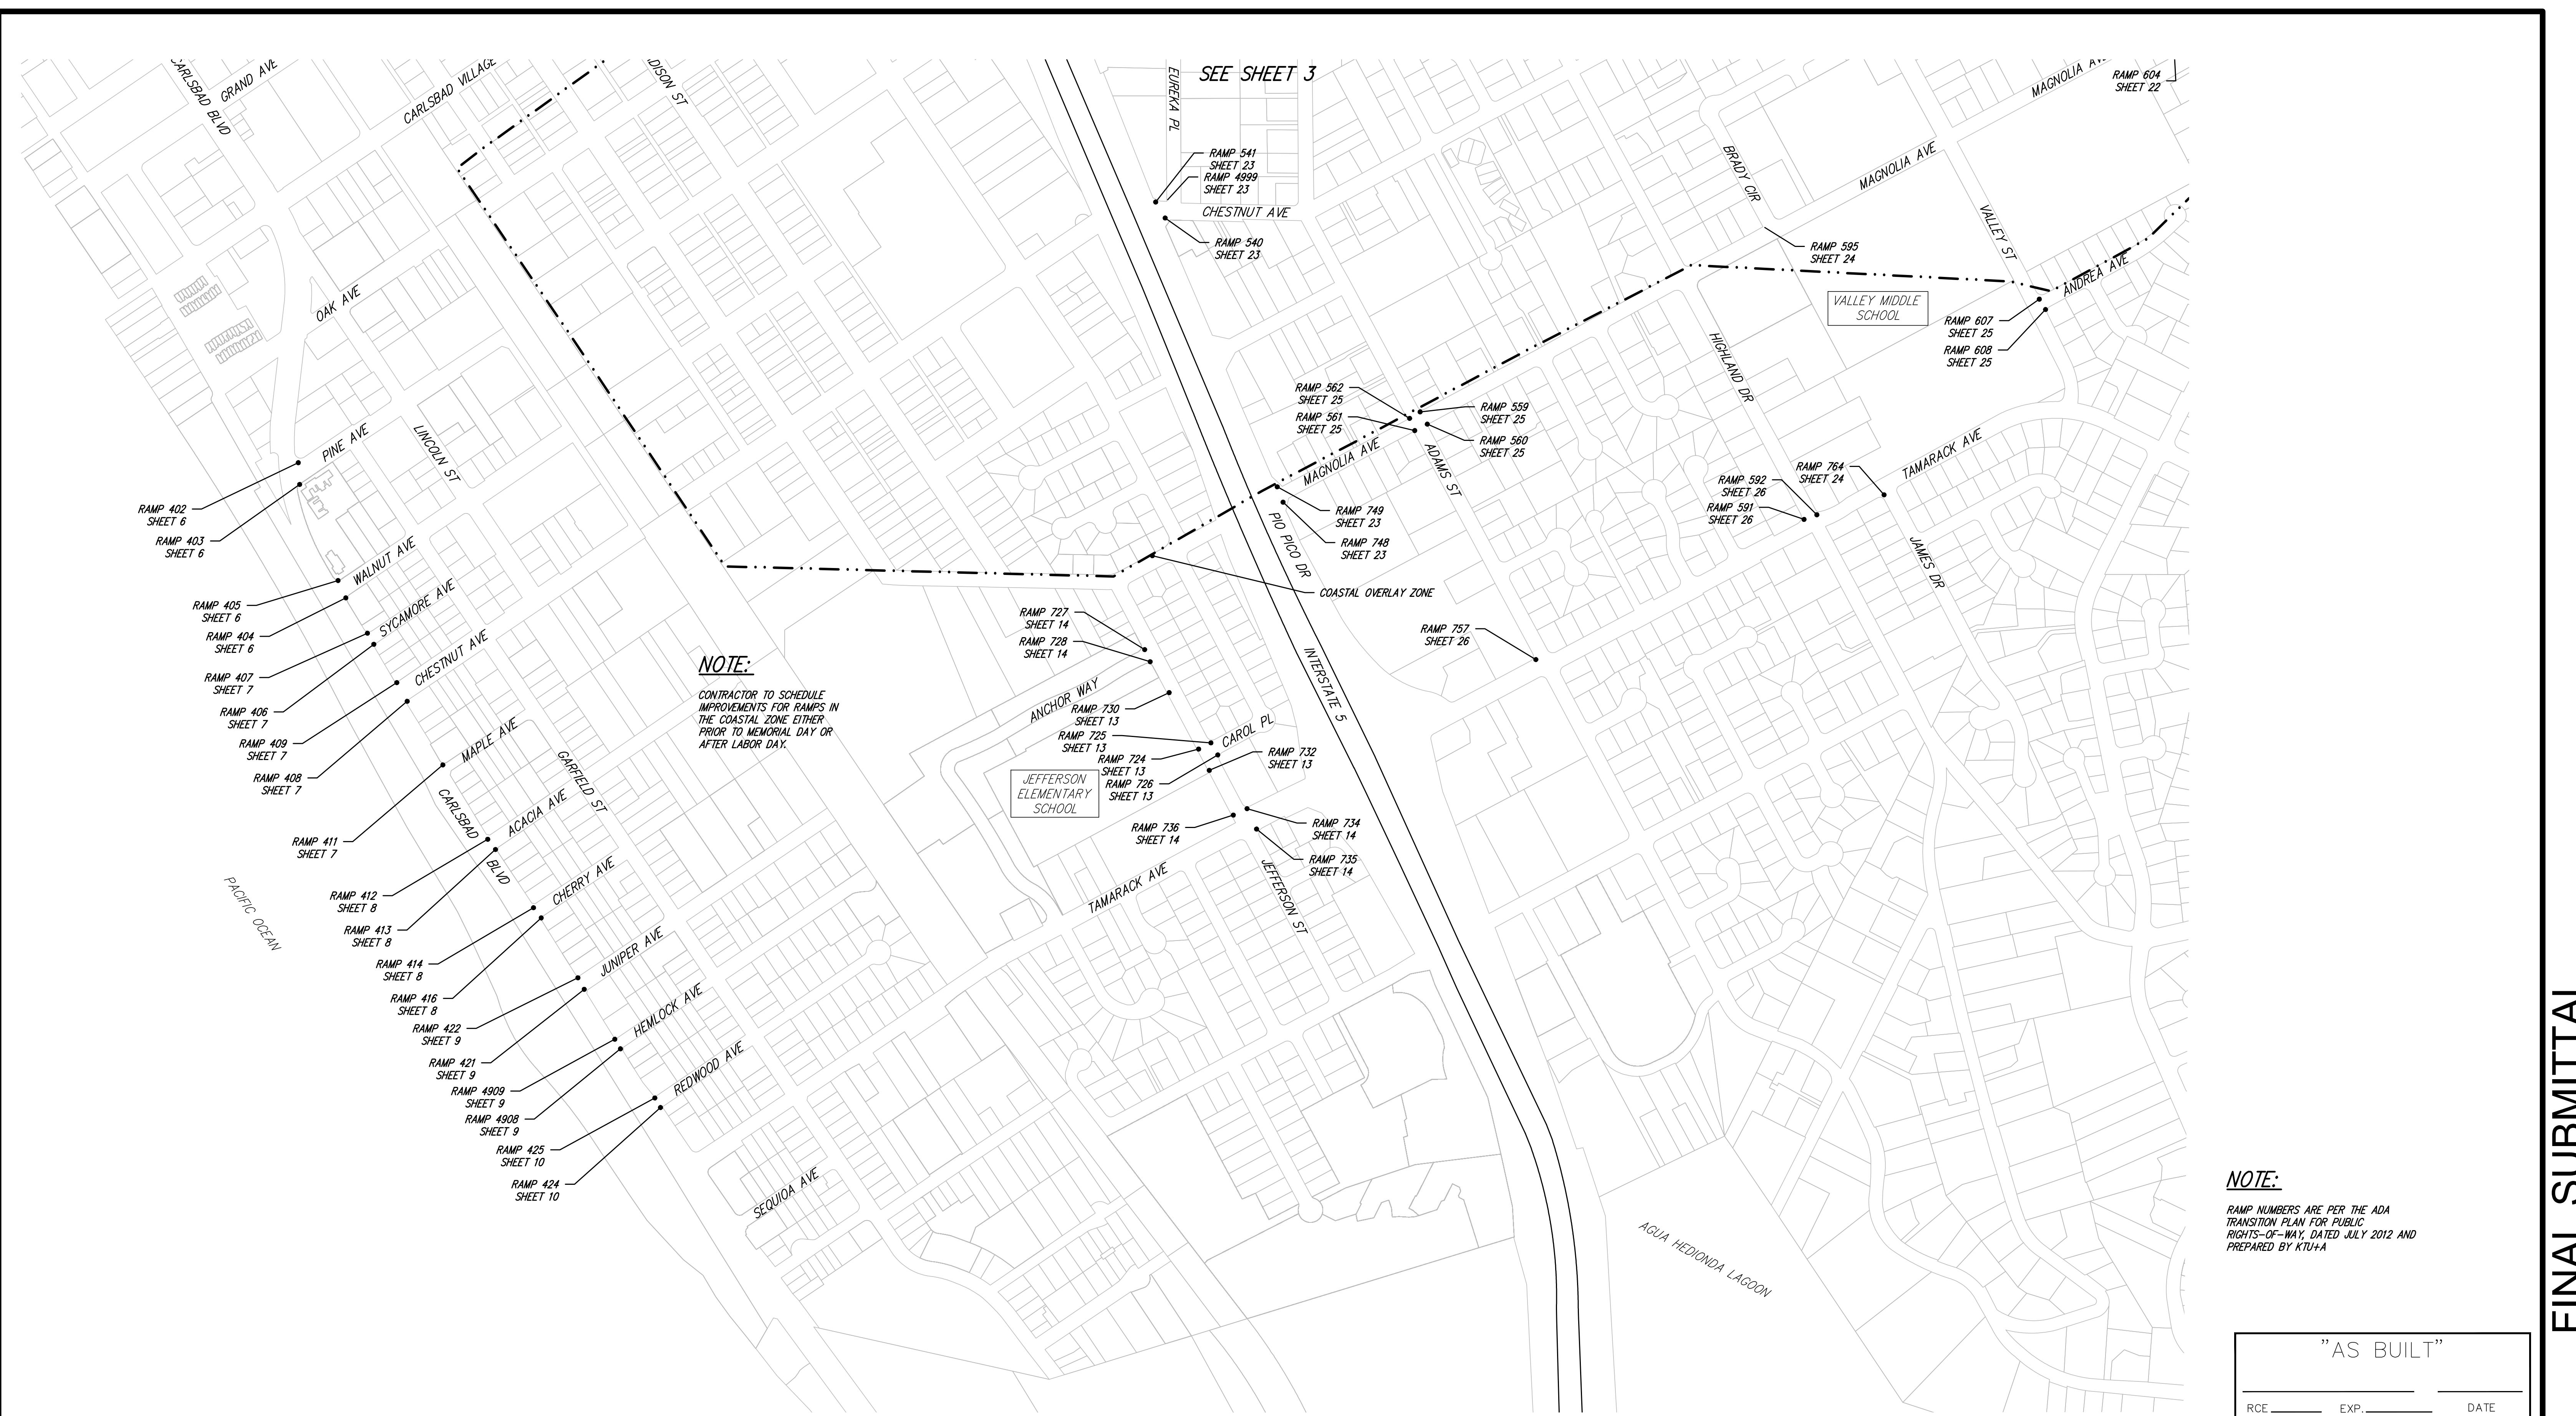 SEE SHEET 3
CARLSBAD BLVD
GRAND AVE
CARLSBAD VILLAGE
EUREKA PL
MAGNOLIA AVE
RAMP 604
SHEET 22
RAMP 541
SHEET 23
RAMP 4999
SHEET 23
CHESTNUT AVE
RAMP 540
SHEET 23
BRADY CIR
MAGNOLIA AVE
VALLEY ST
RAMP 595
SHEET 24
ANDREA AVE
VALLEY MIDDLE
SCHOOL
RAMP 607
SHEET 25
RAMP 608
SHEET 25
OAK AVE
HIGHLAND DR
RAMP 562
SHEET 25
RAMP 561
SHEET 25
RAMP 559
SHEET 25
RAMP 560
SHEET 25
MAGNOLIA AVE
ADAMS ST
PINE AVE
LINCOLN ST
TAMARACK AVE
RAMP 764
SHEET 24
RAMP 592
SHEET 26
RAMP 591
SHEET 26
RAMP 402
SHEET 6
RAMP 403
SHEET 6
RAMP 749
SHEET 23
RAMP 748
SHEET 23
PIO PICO DR
JAMES DR
WALNUT AVE
COASTAL OVERLAY ZONE
SYCAMORE AVE
RAMP 405
SHEET 6
RAMP 404
SHEET 6
RAMP 727
SHEET 14
RAMP 728
SHEET 14
RAMP 757
SHEET 26
CHESTNUT AVE
RAMP 407
SHEET 7
RAMP 406
SHEET 7
RAMP 409
SHEET 7
RAMP 408
SHEET 7
NOTE:
CONTRACTOR TO SCHEDULE
IMPROVEMENTS FOR RAMPS IN
THE COASTAL ZONE EITHER
PRIOR TO MEMORIAL DAY OR
AFTER LABOR DAY.
INTERSTATE 5
ANCHOR WAY
RAMP 730
SHEET 13
RAMP 725
SHEET 13
CAROL PL
RAMP 724
SHEET 13
RAMP 732
SHEET 13
RAMP 726
SHEET 13
MAPLE AVE
GARFIELD ST
JEFFERSON
ELEMENTARY
SCHOOL
CARLSBAD
BLVD
ACACIA AVE
RAMP 411
SHEET 7
RAMP 736
SHEET 14
RAMP 734
SHEET 14
RAMP 735
SHEET 14
CHERRY AVE
TAMARACK AVE
JEFFERSON ST
PACIFIC OCEAN
RAMP 412
SHEET 8
RAMP 413
SHEET 8
JUNIPER AVE
RAMP 414
SHEET 8
RAMP 416
SHEET 8
HEMLOCK AVE
RAMP 422
SHEET 9
RAMP 421
SHEET 9
REDWOOD AVE
RAMP 4909
SHEET 9
RAMP 4908
SHEET 9
RAMP 425
SHEET 10
RAMP 424
SHEET 10
SEQUIOA AVE
AGUA HEDIONDA LAGOON
NOTE:
RAMP NUMBERS ARE PER THE ADA
TRANSITION PLAN FOR PUBLIC
RIGHTS-OF-WAY, DATED JULY 2012 AND
PREPARED BY KTU+A
FINAL SUBMITTAL
"AS BUILT"
RCE EXP. DATE